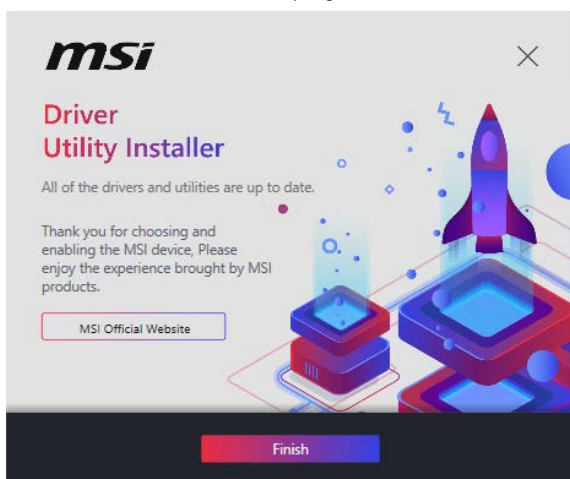 msi
Driver
Utility Installer
All of the drivers and utilities are up to date.
Thank you for choosing and
enabling the MSI device, Please
enjoy the experience brought by MSI
products.
MSI Official Website
Finish